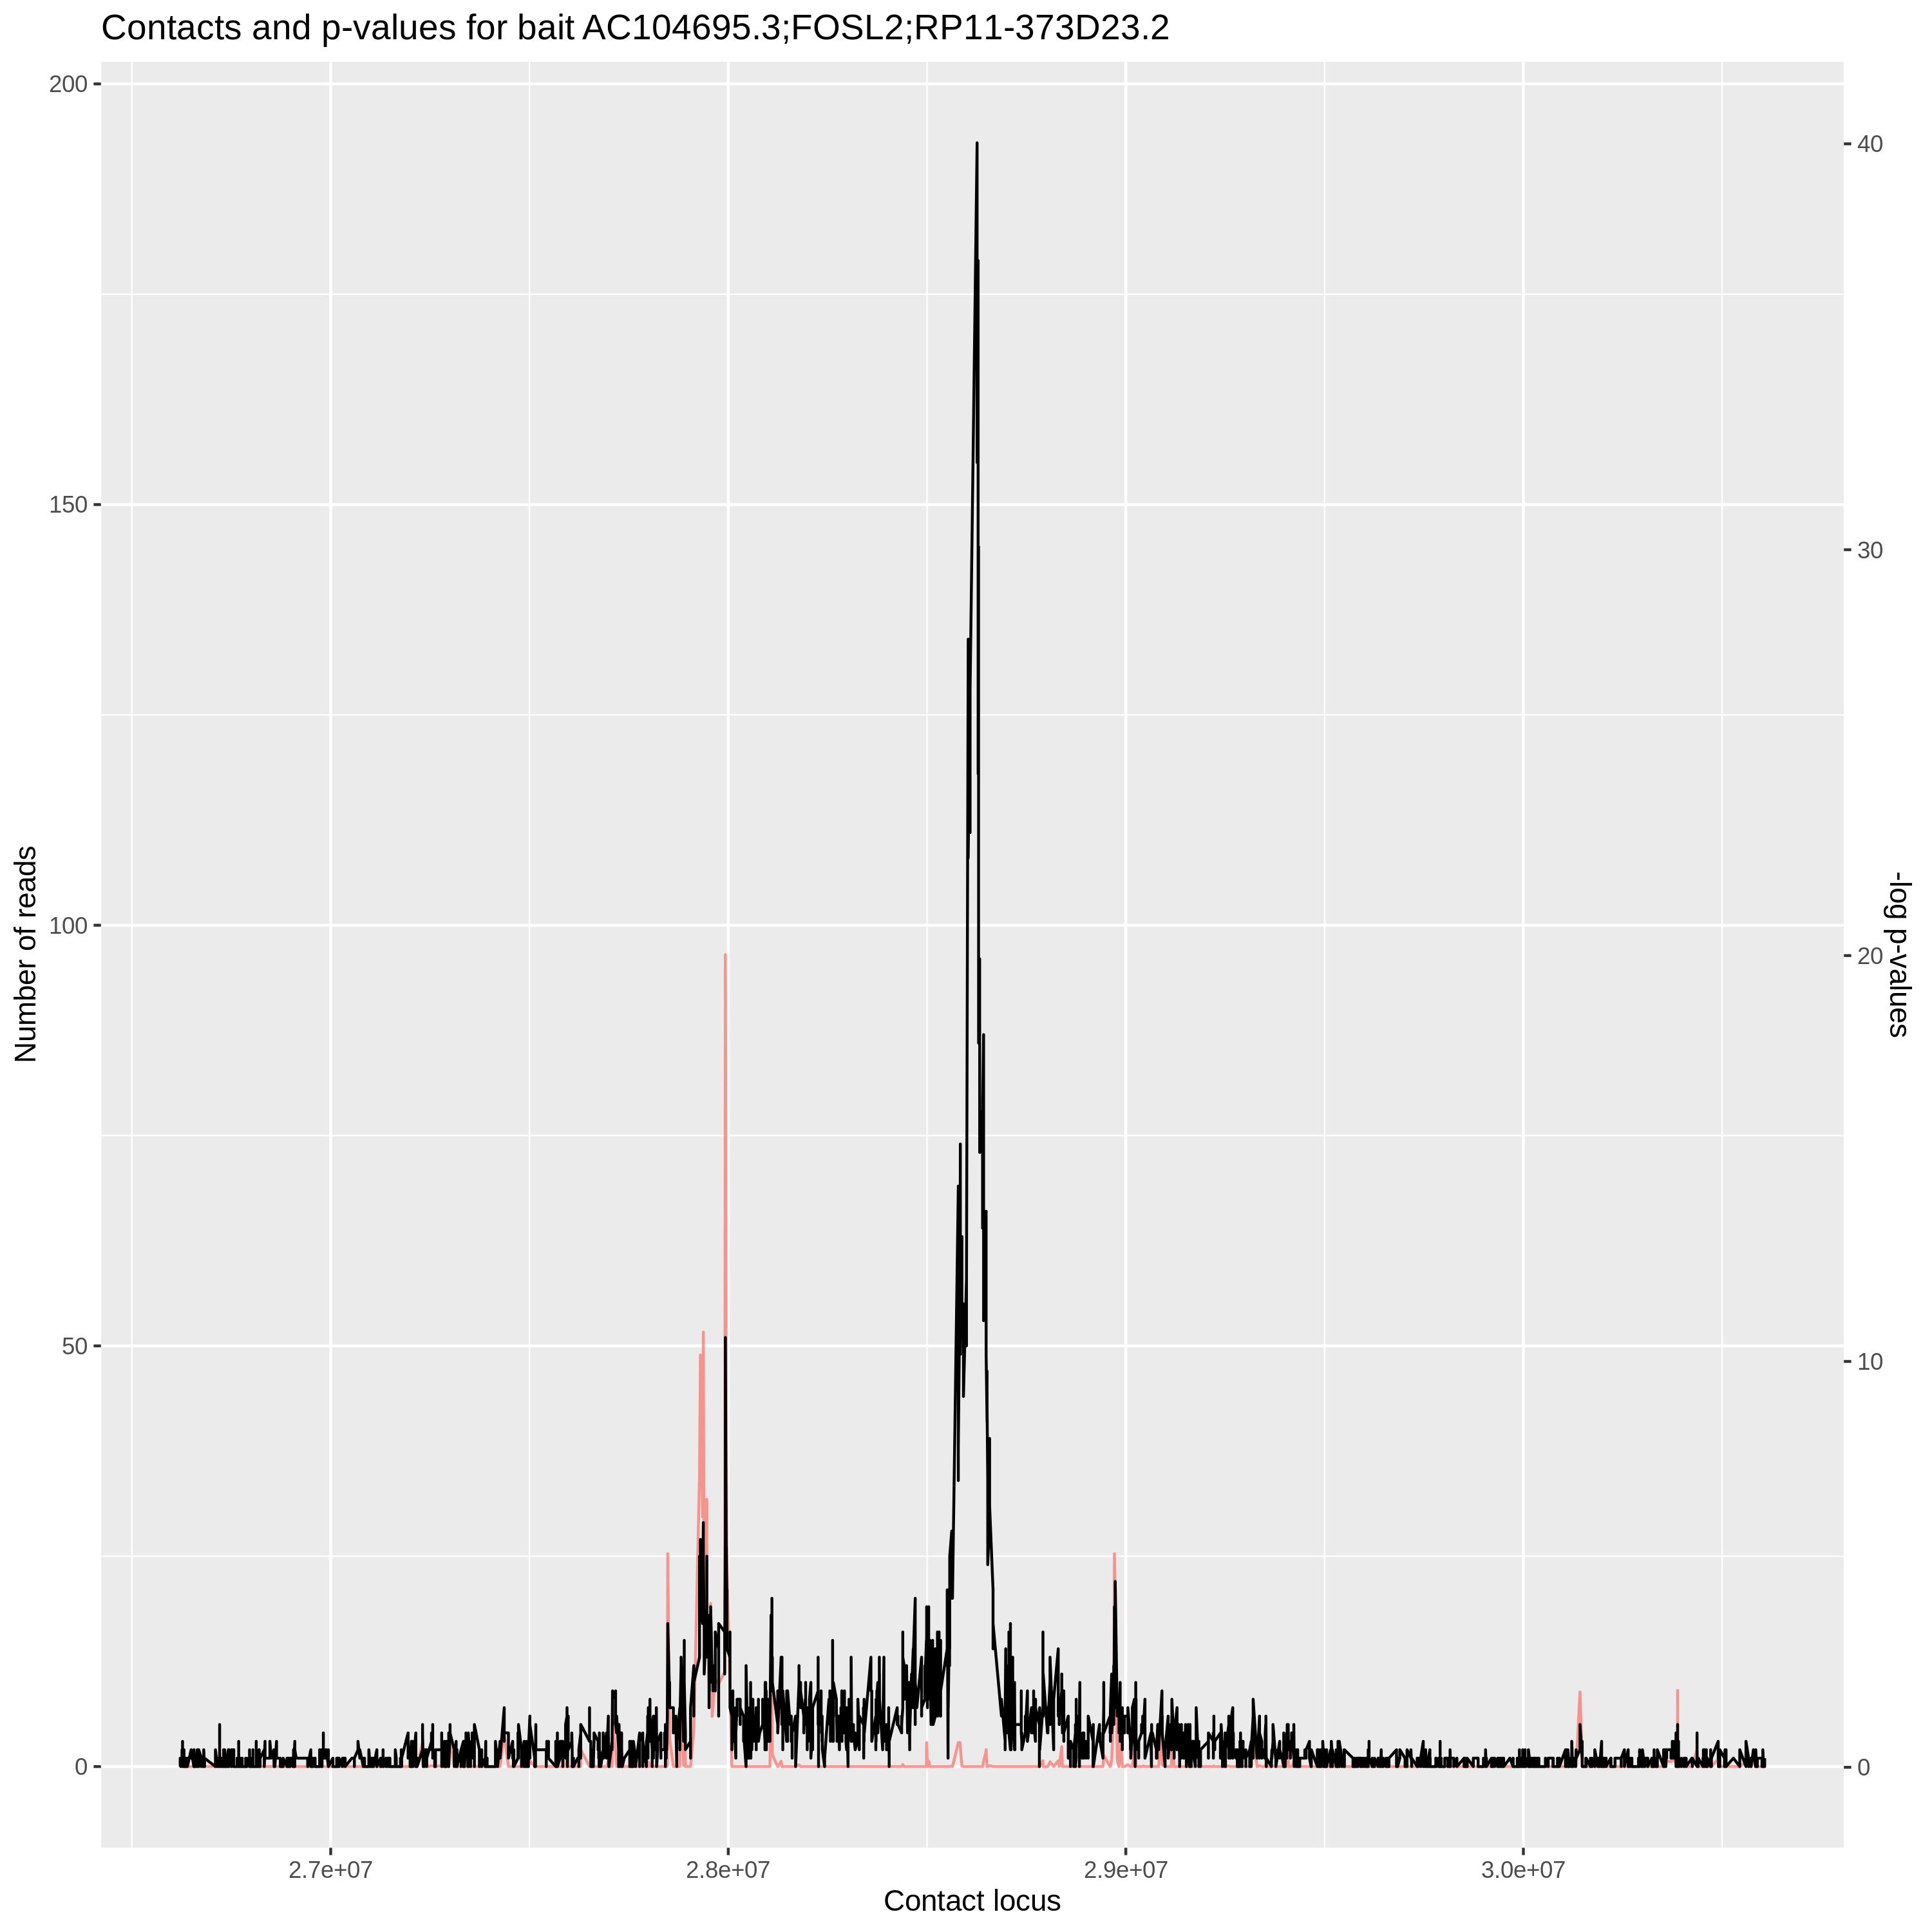 Contacts and p-values for bait AC104695.3;FOSL2;RP11-373D23.2
200
150
100
50
0
Number of reads
40
30
20
10
0
-log p-values
2.7e+07
2.8e+07
2.9e+07
3.0e+07
Contact locus